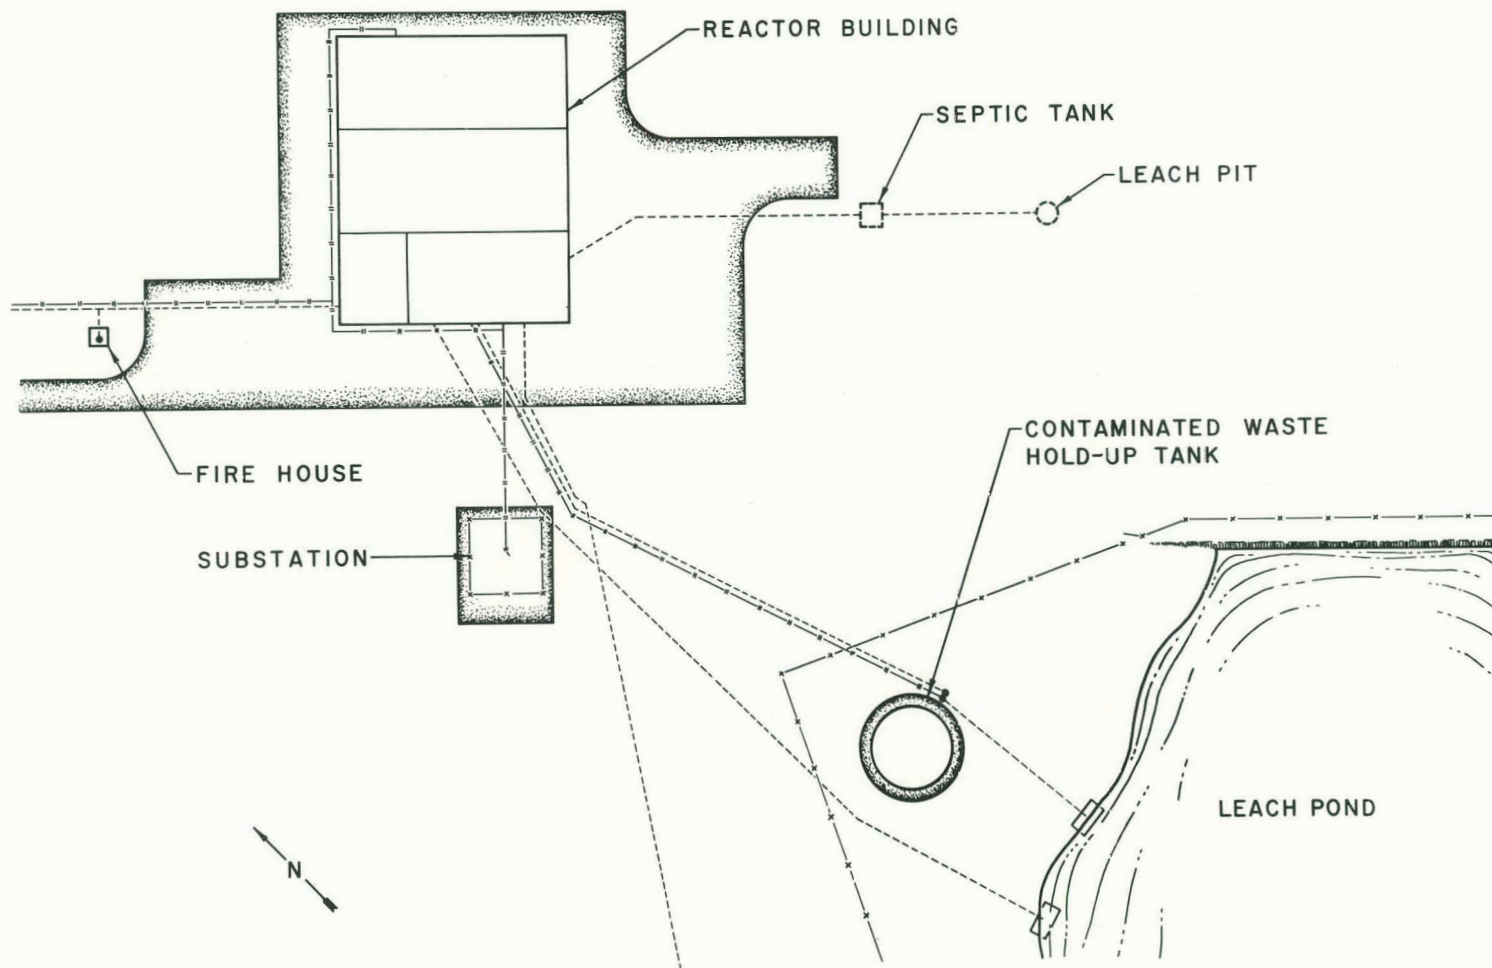 REACTOR BUILDING
SEPTIC TANK
LEACH PIT
FIRE HOUSE
CONTAMINATED WASTE
HOLD-UP TANK
SUBSTATION
LEACH POND
N